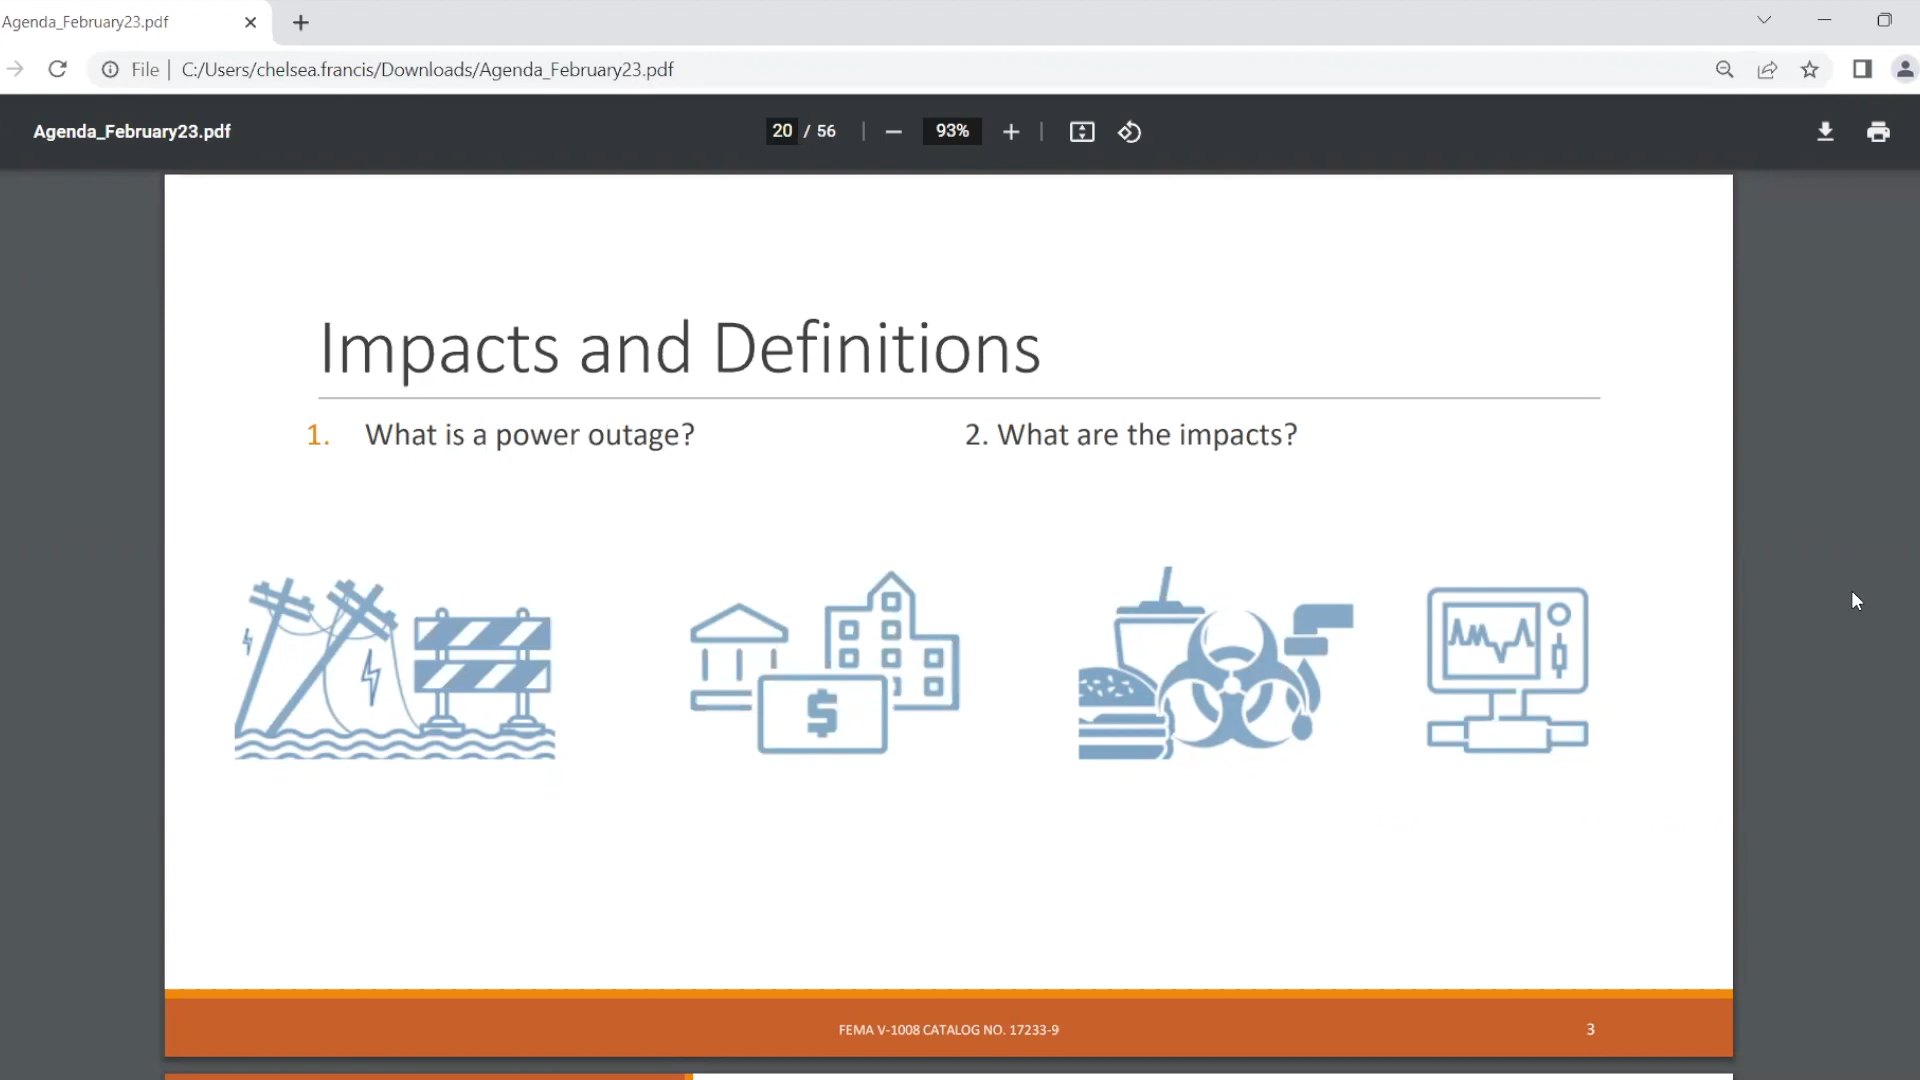 Agenda_February23.pdf
File | C:/Users/chelsea.francis/Downloads/Agenda_February23.pdf
Agenda_February23.pdf
20 / 56
93%
Impacts and Definitions
1. What is a power outage?
2. What are the impacts?
$
FEMA V-1008 CATALOG NO. 17233-9
3